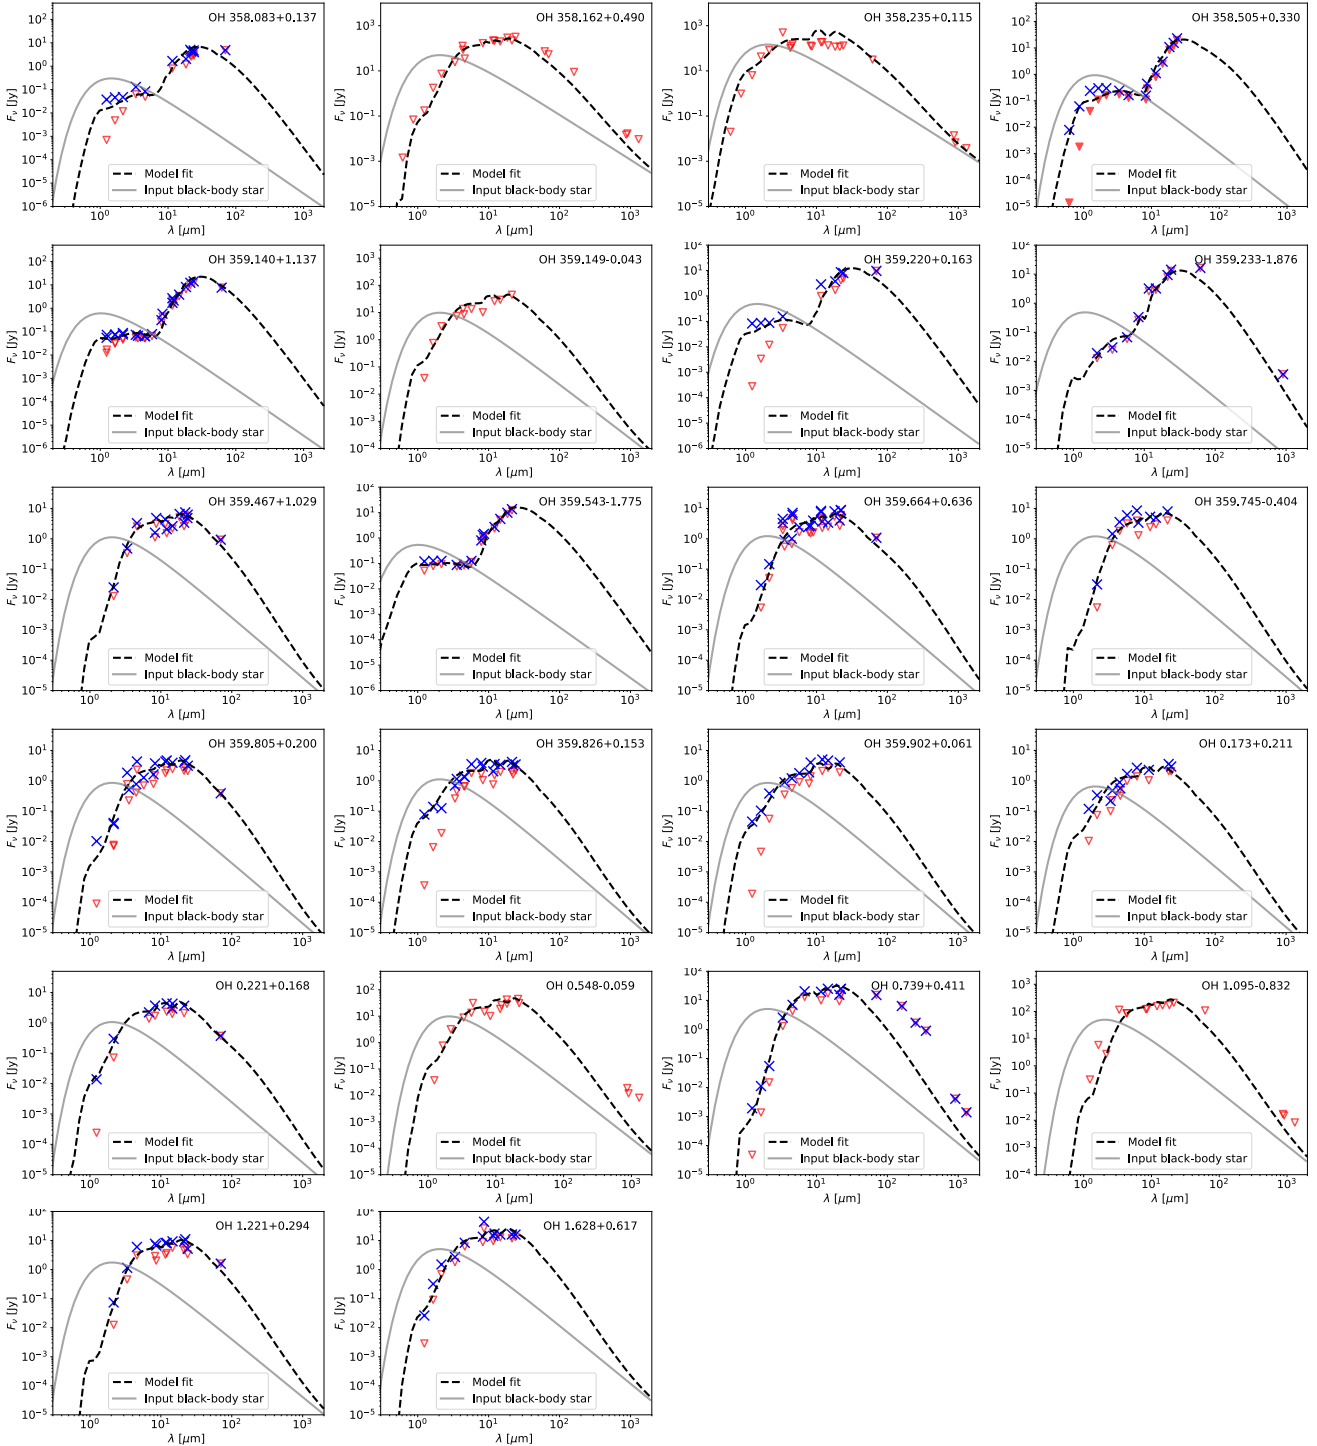 OH 358.083+0.137
F_ν [Jy]
Model fit
Input black-body star
λ [μm]
OH 358.162+0.490
F_ν [Jy]
Model fit
Input black-body star
λ [μm]
OH 358.235+0.115
F_ν [Jy]
Model fit
Input black-body star
λ [μm]
OH 358.505+0.330
F_ν [Jy]
Model fit
Input black-body star
λ [μm]
OH 359.140+1.137
F_ν [Jy]
Model fit
Input black-body star
λ [μm]
OH 359.149-0.043
F_ν [Jy]
Model fit
Input black-body star
λ [μm]
OH 359.220+0.163
F_ν [Jy]
Model fit
Input black-body star
λ [μm]
OH 359.233-1.876
F_ν [Jy]
Model fit
Input black-body star
λ [μm]
OH 359.467+1.029
F_ν [Jy]
Model fit
Input black-body star
λ [μm]
OH 359.543-1.775
F_ν [Jy]
Model fit
Input black-body star
λ [μm]
OH 359.664+0.636
F_ν [Jy]
Model fit
Input black-body star
λ [μm]
OH 359.745-0.404
F_ν [Jy]
Model fit
Input black-body star
λ [μm]
OH 359.805+0.200
F_ν [Jy]
Model fit
Input black-body star
λ [μm]
OH 359.826+0.153
F_ν [Jy]
Model fit
Input black-body star
λ [μm]
OH 359.902+0.061
F_ν [Jy]
Model fit
Input black-body star
λ [μm]
OH 0.173+0.211
F_ν [Jy]
Model fit
Input black-body star
λ [μm]
OH 0.221+0.168
F_ν [Jy]
Model fit
Input black-body star
λ [μm]
OH 0.548-0.059
F_ν [Jy]
Model fit
Input black-body star
λ [μm]
OH 0.739+0.411
F_ν [Jy]
Model fit
Input black-body star
λ [μm]
OH 1.095-0.832
F_ν [Jy]
Model fit
Input black-body star
λ [μm]
OH 1.221+0.294
F_ν [Jy]
Model fit
Input black-body star
λ [μm]
OH 1.628+0.617
F_ν [Jy]
Model fit
Input black-body star
λ [μm]